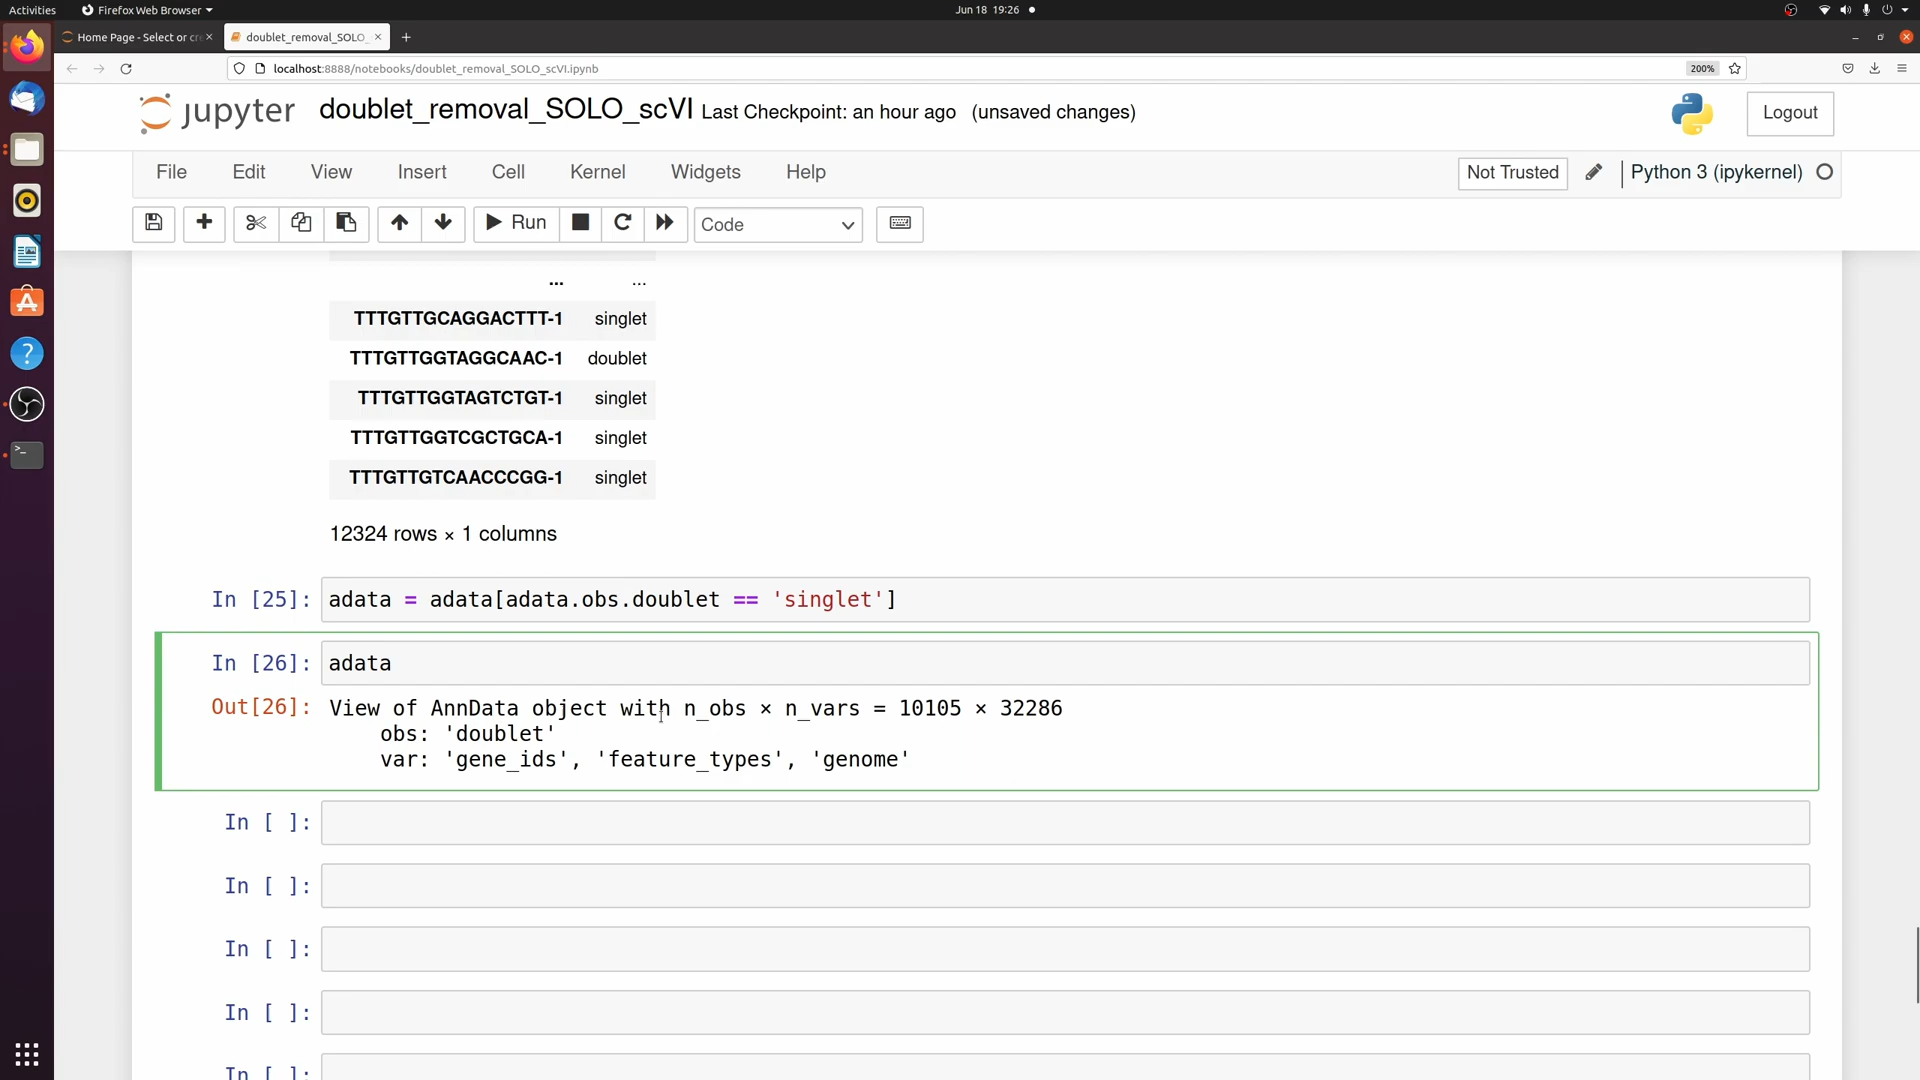 Activities Firefox Web Browser Jun 18 19:26
Home Page - Select or cre doublet_removal_SOLO_
localhost:8888/notebooks/doublet_removal_SOLO_scVI.ipynb 200%
jupyter doublet_removal_SOLO_scVI Last Checkpoint: an hour ago (unsaved changes) Logout
File Edit View Insert Cell Kernel Widgets Help Not Trusted Python 3 (ipykernel)
Run Code
... ...
TTTGTTGCAGGACTTT-1 singlet
TTTGTTGGTAGGCAAC-1 doublet
TTTGTTGGTAGTCTGT-1 singlet
TTTGTTGGTCGCTGCA-1 singlet
TTTGTTGTCAACCCGG-1 singlet
12324 rows × 1 columns
In [25]: adata = adata[adata.obs.doublet == 'singlet']
In [26]: adata
Out[26]: View of AnnData object with n_obs × n_vars = 10105 × 32286
obs: 'doublet'
var: 'gene_ids', 'feature_types', 'genome'
In [ ]:
In [ ]:
In [ ]:
In [ ]:
In [ ]: